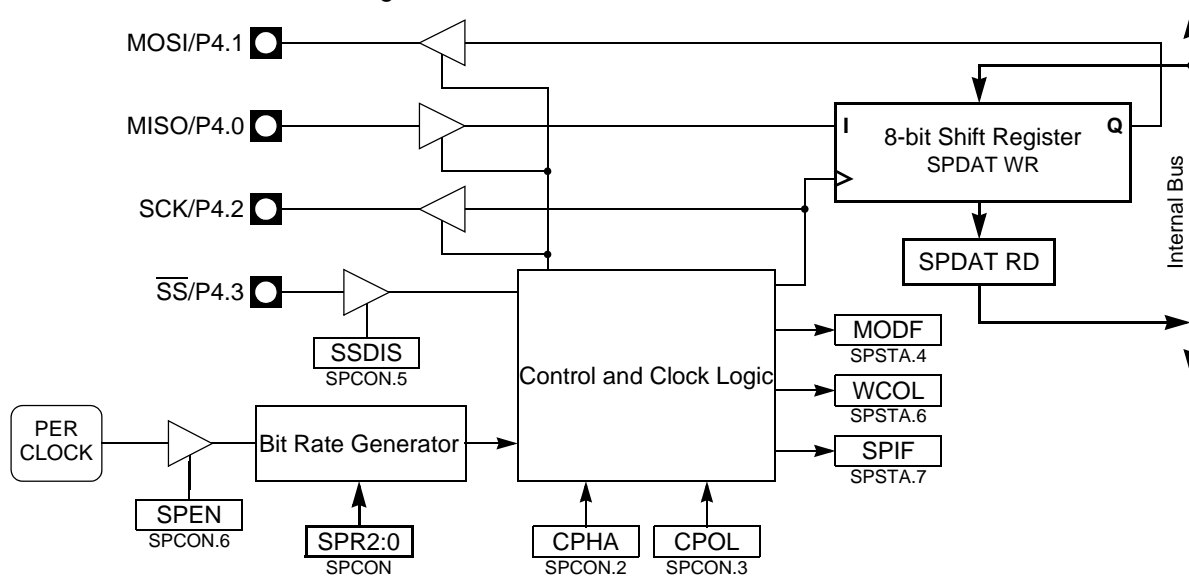 MOSI/P4.1
MISO/P4.0
I
8-bit Shift Register
Q
SPDAT WR
SCK/P4.2
Internal Bus
SPDAT RD
SS/P4.3
SSDIS
SPCON.5
Control and Clock Logic
MODF
SPSTA.4
WCOL
SPSTA.6
SPIF
SPSTA.7
PER
CLOCK
Bit Rate Generator
SPEN
SPCON.6
SPR2:0
SPCON
CPHA
SPCON.2
CPOL
SPCON.3